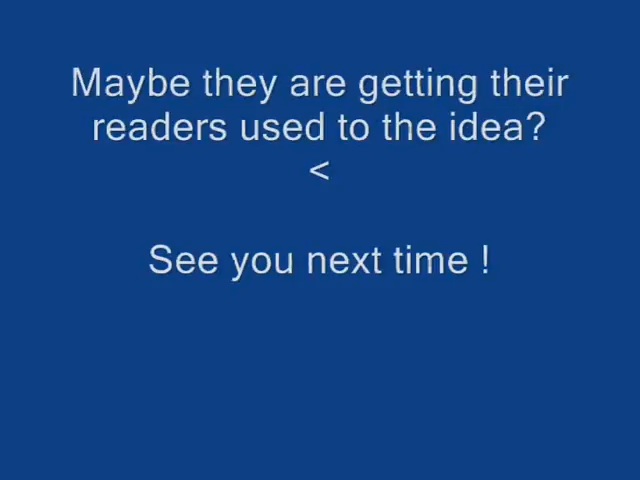 Maybe they are getting their
readers used to the idea?
<
See you next time !